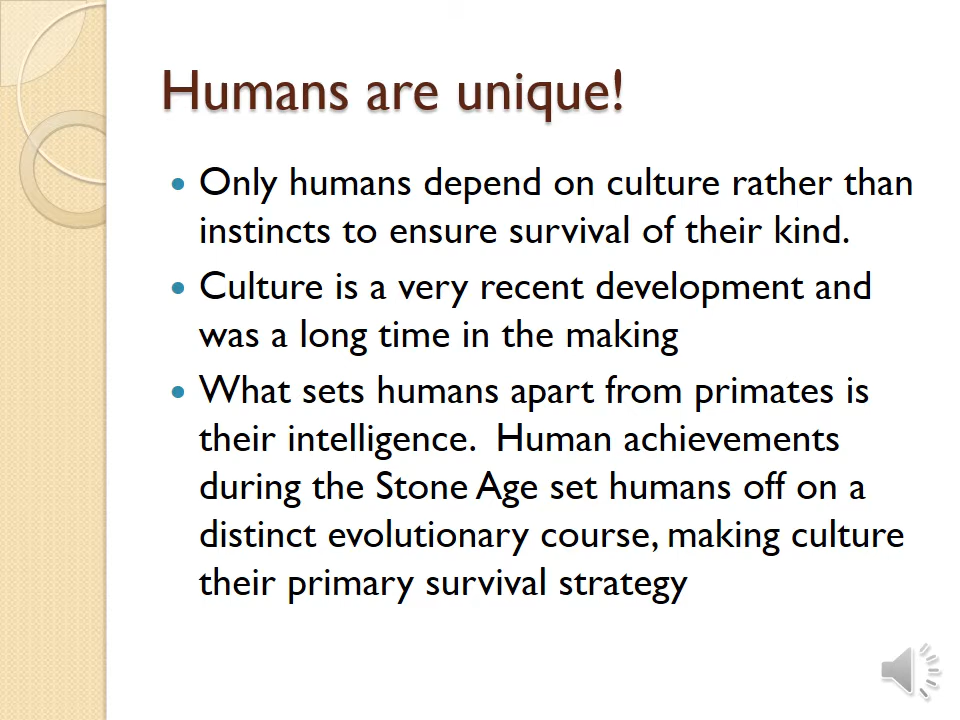 Humans are unique!
• Only humans depend on culture rather than
instincts to ensure survival of their kind.
• Culture is a very recent development and
was a long time in the making
• What sets humans apart from primates is
their intelligence.  Human achievements
during the Stone Age set humans off on a
distinct evolutionary course, making culture
their primary survival strategy